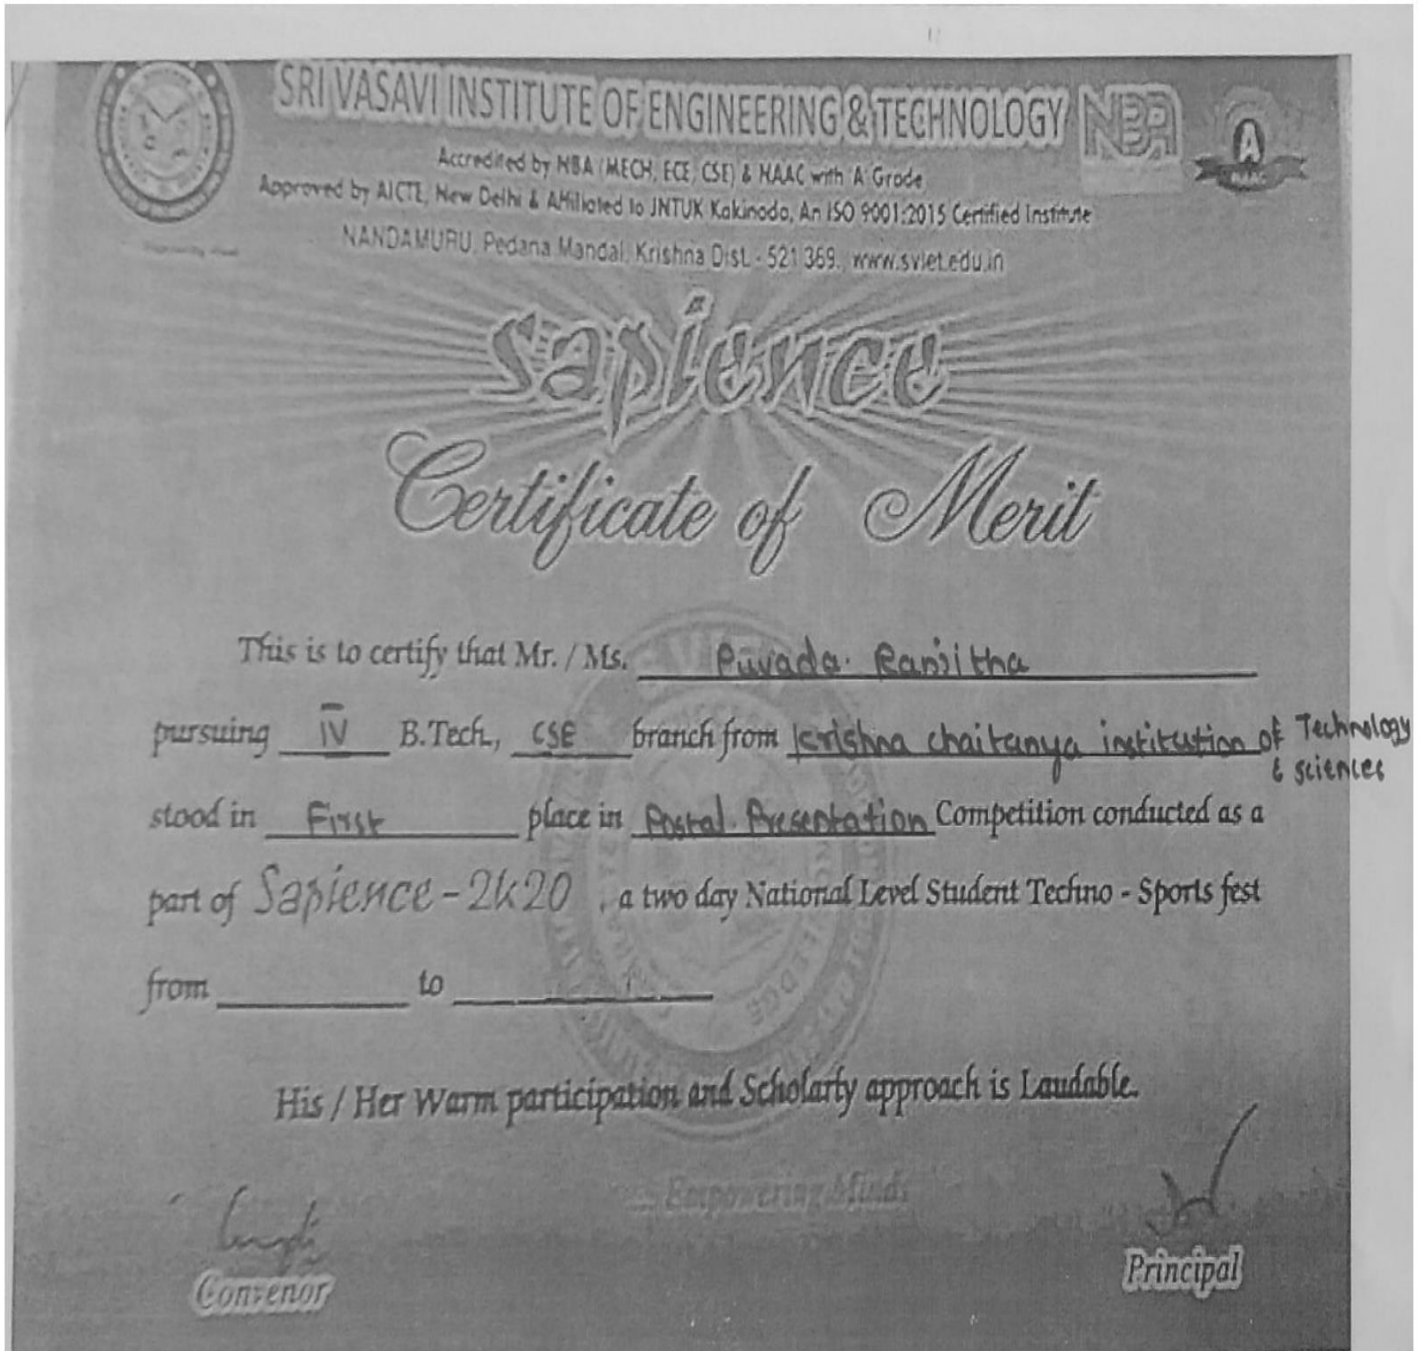 SRI VASAVI INSTITUTE OF ENGINEERING & TECHNOLOGY NBA
A
NAAC
Accredited by NBA (MECH, ECE, CSE) & NAAC with 'A' Grade
Approved by AICTE, New Delhi & Affiliated to JNTUK Kakinada, An ISO 9001:2015 Certified Institute
NANDAMURU, Pedana Mandal, Krishna Dist. - 521 369., www.sviet.edu.in
sapience
Certificate of Merit
This is to certify that Mr. / Ms. Puvada. Ranjitha
pursuing IV B.Tech., CSE branch from krishna chaitanya institution of Technology
& sciences
stood in First place in Postal. Presentation Competition conducted as a
part of Sapience - 2k20, a two day National Level Student Techno - Sports fest
from to
His / Her Warm participation and Scholarly approach is Laudable.
Empowering Minds
Convenor
Principal